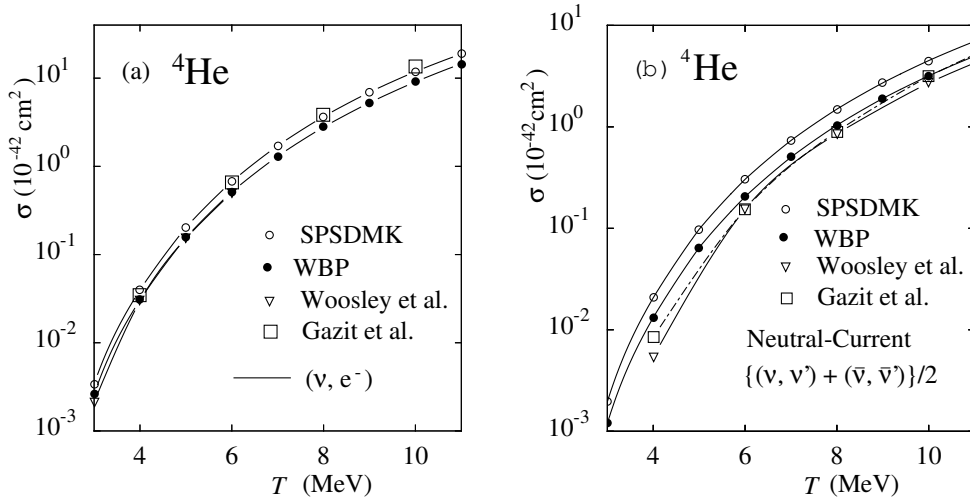 (a) ⁴He
σ (10⁻⁴² cm²)
10¹
10⁰
10⁻¹
10⁻²
10⁻³
SPSDMK
WBP
Woosley et al.
Gazit et al.
(ν, e⁻)
4 6 8 10
T (MeV)
(b) ⁴He
σ (10⁻⁴²cm²)
10¹
10⁰
10⁻¹
10⁻²
10⁻³
SPSDMK
WBP
Woosley et al.
Gazit et al.
Neutral-Current
{(ν, ν’) + (ν̄, ν̄’)}/2
4 6 8 10
T (MeV)